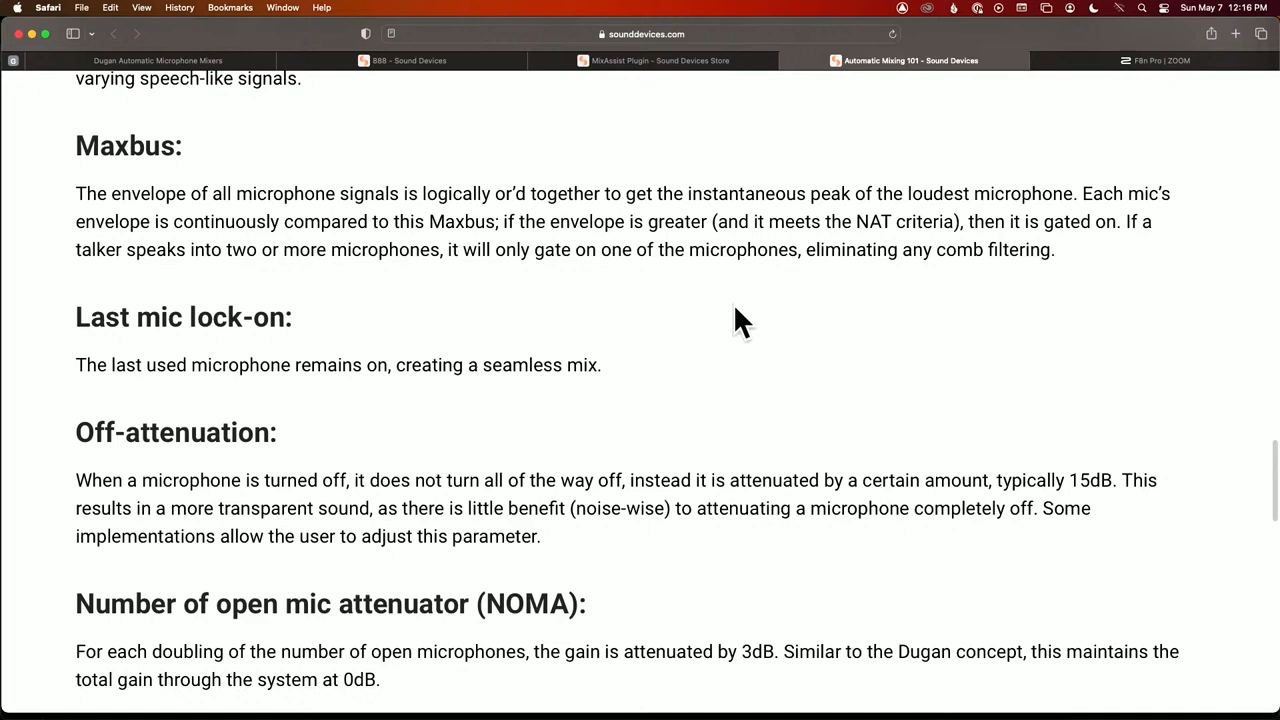 Safari File Edit View History Bookmarks Window Help Sun May 7 12:16 PM
sounddevices.com
G Dugan Automatic Microphone Mixers 888 - Sound Devices MixAssist Plugin - Sound Devices Store Automatic Mixing 101 - Sound Devices F8n Pro | ZOOM
varying speech-like signals.
Maxbus:
The envelope of all microphone signals is logically or’d together to get the instantaneous peak of the loudest microphone. Each mic’s
envelope is continuously compared to this Maxbus; if the envelope is greater (and it meets the NAT criteria), then it is gated on. If a
talker speaks into two or more microphones, it will only gate on one of the microphones, eliminating any comb filtering.
Last mic lock-on:
The last used microphone remains on, creating a seamless mix.
Off-attenuation:
When a microphone is turned off, it does not turn all of the way off, instead it is attenuated by a certain amount, typically 15dB. This
results in a more transparent sound, as there is little benefit (noise-wise) to attenuating a microphone completely off. Some
implementations allow the user to adjust this parameter.
Number of open mic attenuator (NOMA):
For each doubling of the number of open microphones, the gain is attenuated by 3dB. Similar to the Dugan concept, this maintains the
total gain through the system at 0dB.